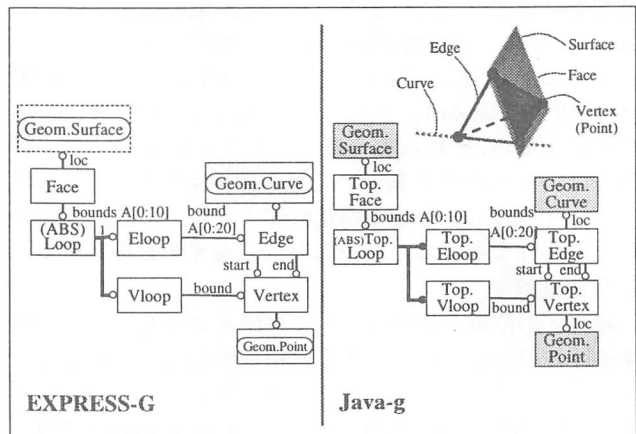 Geom.Surface
loc
Face
(ABS)
Loop
bounds A[0:10]
1
Eloop
bound
A[0:20]
Geom.Curve
Edge
start
end
Vloop
bound
Vertex
Geom.Point
EXPRESS-G
Surface
Edge
Face
Curve
Vertex
(Point)
Geom.
Surface
loc
Top.
Face
bounds A[0:10]
(ABS)Top.
Loop
Top.
Eloop
bounds
A[0:20]
Geom.
Curve
loc
Top.
Edge
start
end
Top.
Vloop
bound
Top.
Vertex
loc
Geom.
Point
Java-g